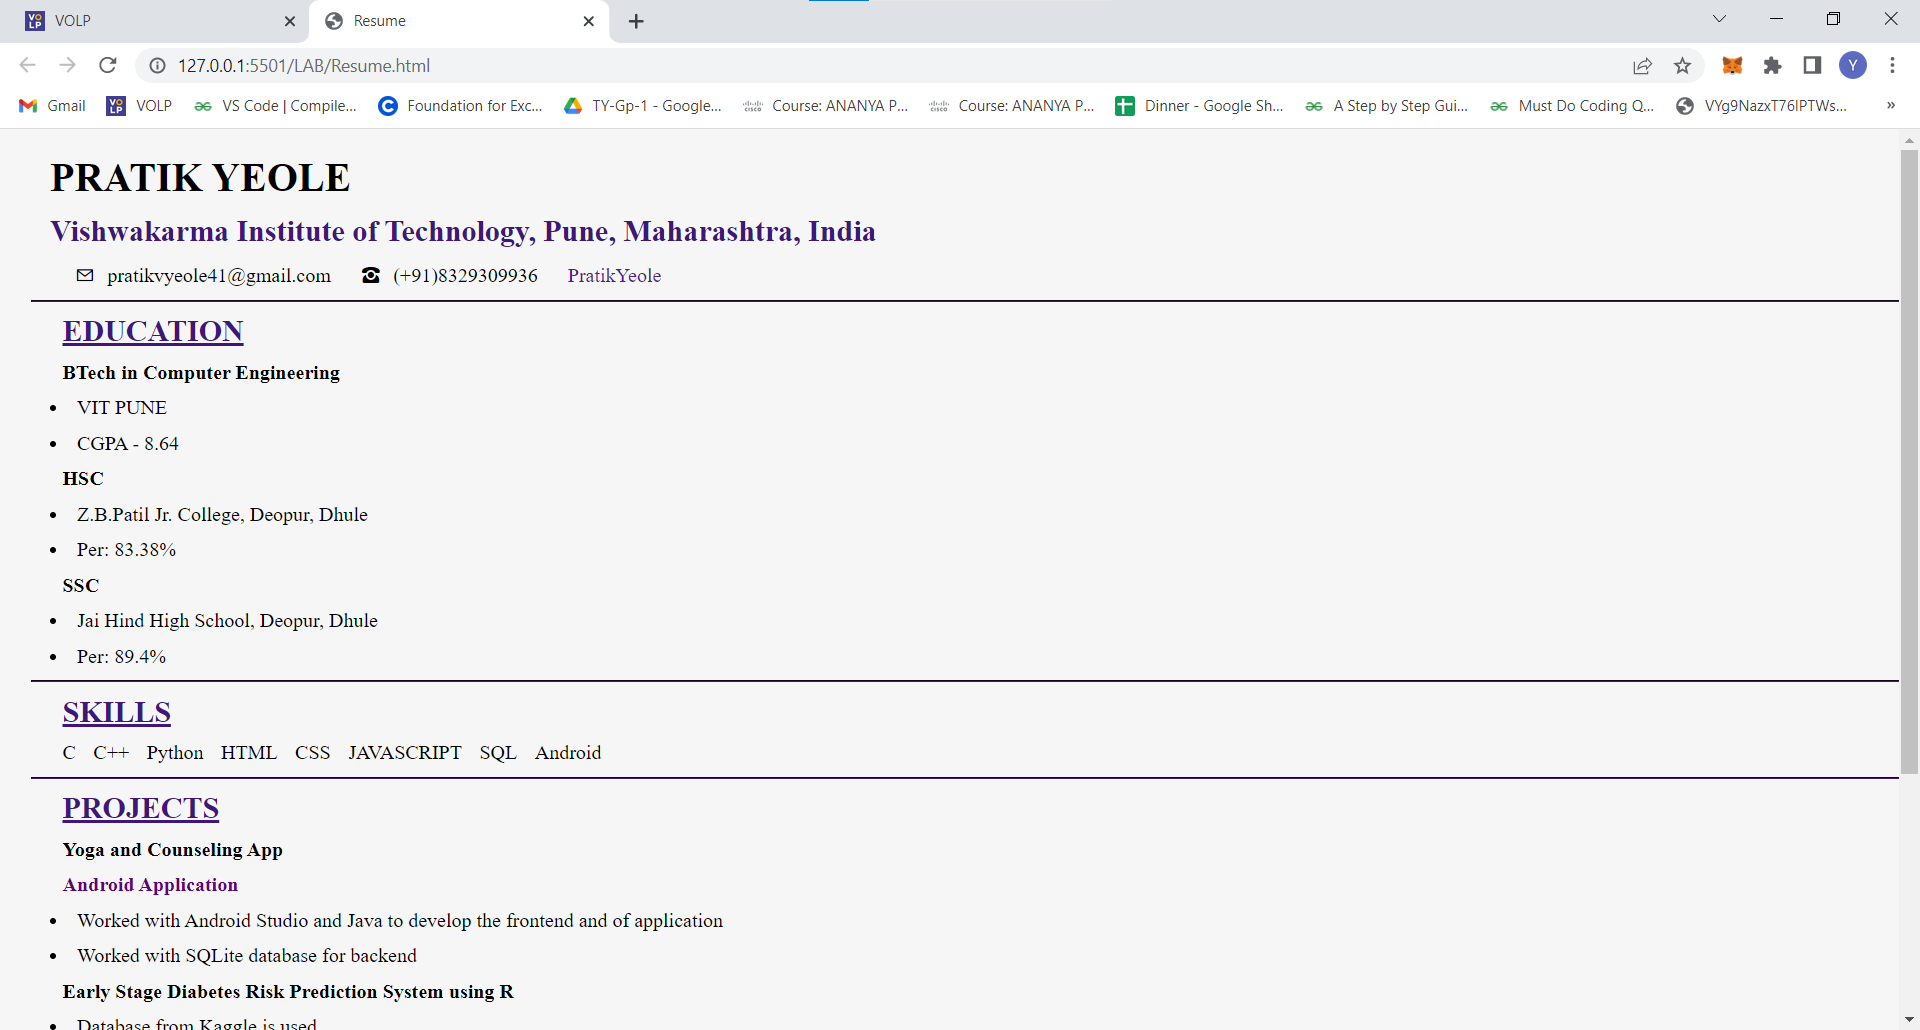 VOLP
Resume
127.0.0.1:5501/LAB/Resume.html
Y
Gmail
VOLP
VS Code | Compile...
Foundation for Exc...
TY-Gp-1 - Google...
Course: ANANYA P...
Course: ANANYA P...
Dinner - Google Sh...
A Step by Step Gui...
Must Do Coding Q...
VYg9NazxT76IPTWs...
»
PRATIK YEOLE
Vishwakarma Institute of Technology, Pune, Maharashtra, India
pratikvyeole41@gmail.com (+91)8329309936 PratikYeole
EDUCATION
BTech in Computer Engineering
• VIT PUNE
• CGPA - 8.64
HSC
• Z.B.Patil Jr. College, Deopur, Dhule
• Per: 83.38%
SSC
• Jai Hind High School, Deopur, Dhule
• Per: 89.4%
SKILLS
C C++ Python HTML CSS JAVASCRIPT SQL Android
PROJECTS
Yoga and Counseling App
Android Application
• Worked with Android Studio and Java to develop the frontend and of application
• Worked with SQLite database for backend
Early Stage Diabetes Risk Prediction System using R
• Database from Kaggle is used